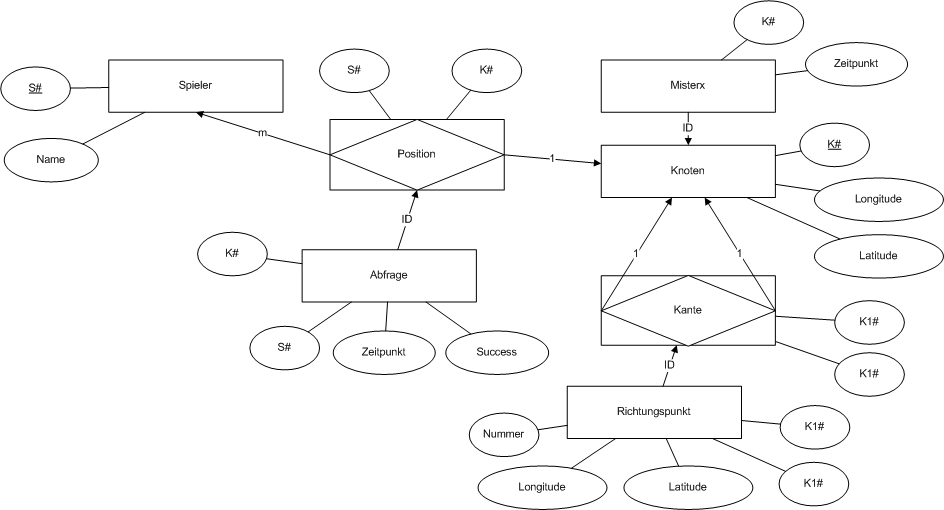 K#
S#
K#
Zeitpunkt
Spieler
S#
Misterx
m
Position
ID
K#
Name
1
Knoten
Longitude
ID
K#
Latitude
Abfrage
1
1
Kante
K1#
S#
Zeitpunkt
Success
ID
K1#
Richtungspunkt
Nummer
K1#
Longitude
Latitude
K1#